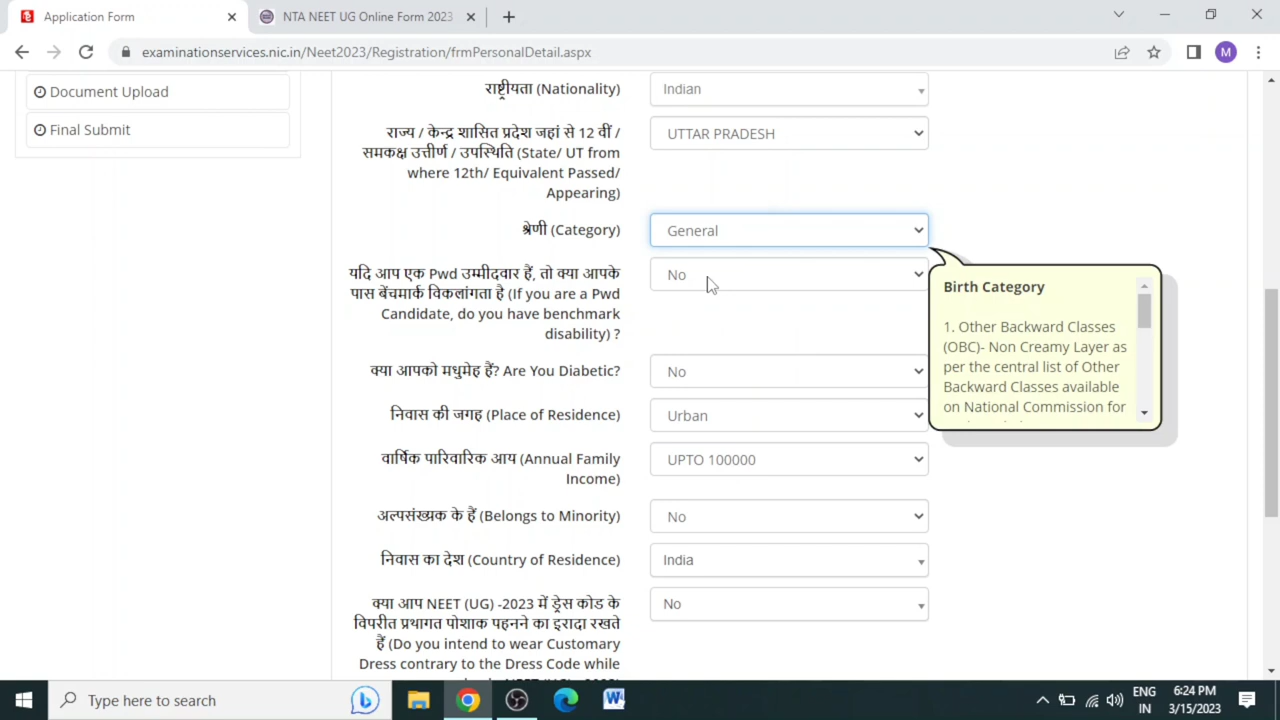 Application Form
NTA NEET UG Online Form 2023
examinationservices.nic.in/Neet2023/Registration/frmPersonalDetail.aspx
M
Document Upload
Final Submit
राष्ट्रीयता (Nationality)
Indian
राज्य / केन्द्र शासित प्रदेश जहां से 12 वीं /
समकक्ष उत्तीर्ण / उपस्थिति (State/ UT from
where 12th/ Equivalent Passed/
Appearing)
UTTAR PRADESH
श्रेणी (Category)
General
यदि आप एक Pwd उम्मीदवार हैं, तो क्या आपके
पास बेंचमार्क विकलांगता है (If you are a Pwd
Candidate, do you have benchmark
disability) ?
No
Birth Category
1. Other Backward Classes
(OBC)- Non Creamy Layer as
per the central list of Other
Backward Classes available
on National Commission for
क्या आपको मधुमेह हैं? Are You Diabetic?
No
निवास की जगह (Place of Residence)
Urban
वार्षिक पारिवारिक आय (Annual Family
Income)
UPTO 100000
अल्पसंख्यक के हैं (Belongs to Minority)
No
निवास का देश (Country of Residence)
India
क्या आप NEET (UG) -2023 में ड्रेस कोड के
विपरीत प्रथागत पोशाक पहनने का इरादा रखते
हैं (Do you intend to wear Customary
Dress contrary to the Dress Code while
No
Type here to search
ENG
IN
6:24 PM
3/15/2023